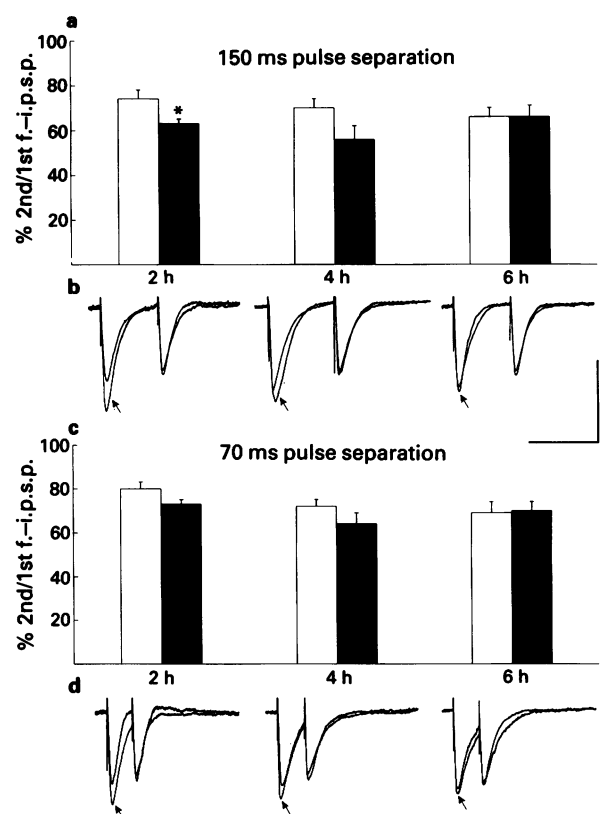 a
100
80
60
40
20
% 2nd/1st f.–i.p.s.p.
150 ms pulse separation
*
2 h 4 h 6 h
b
c
100
80
60
40
20
% 2nd/1st f.–i.p.s.p.
70 ms pulse separation
2 h 4 h 6 h
d